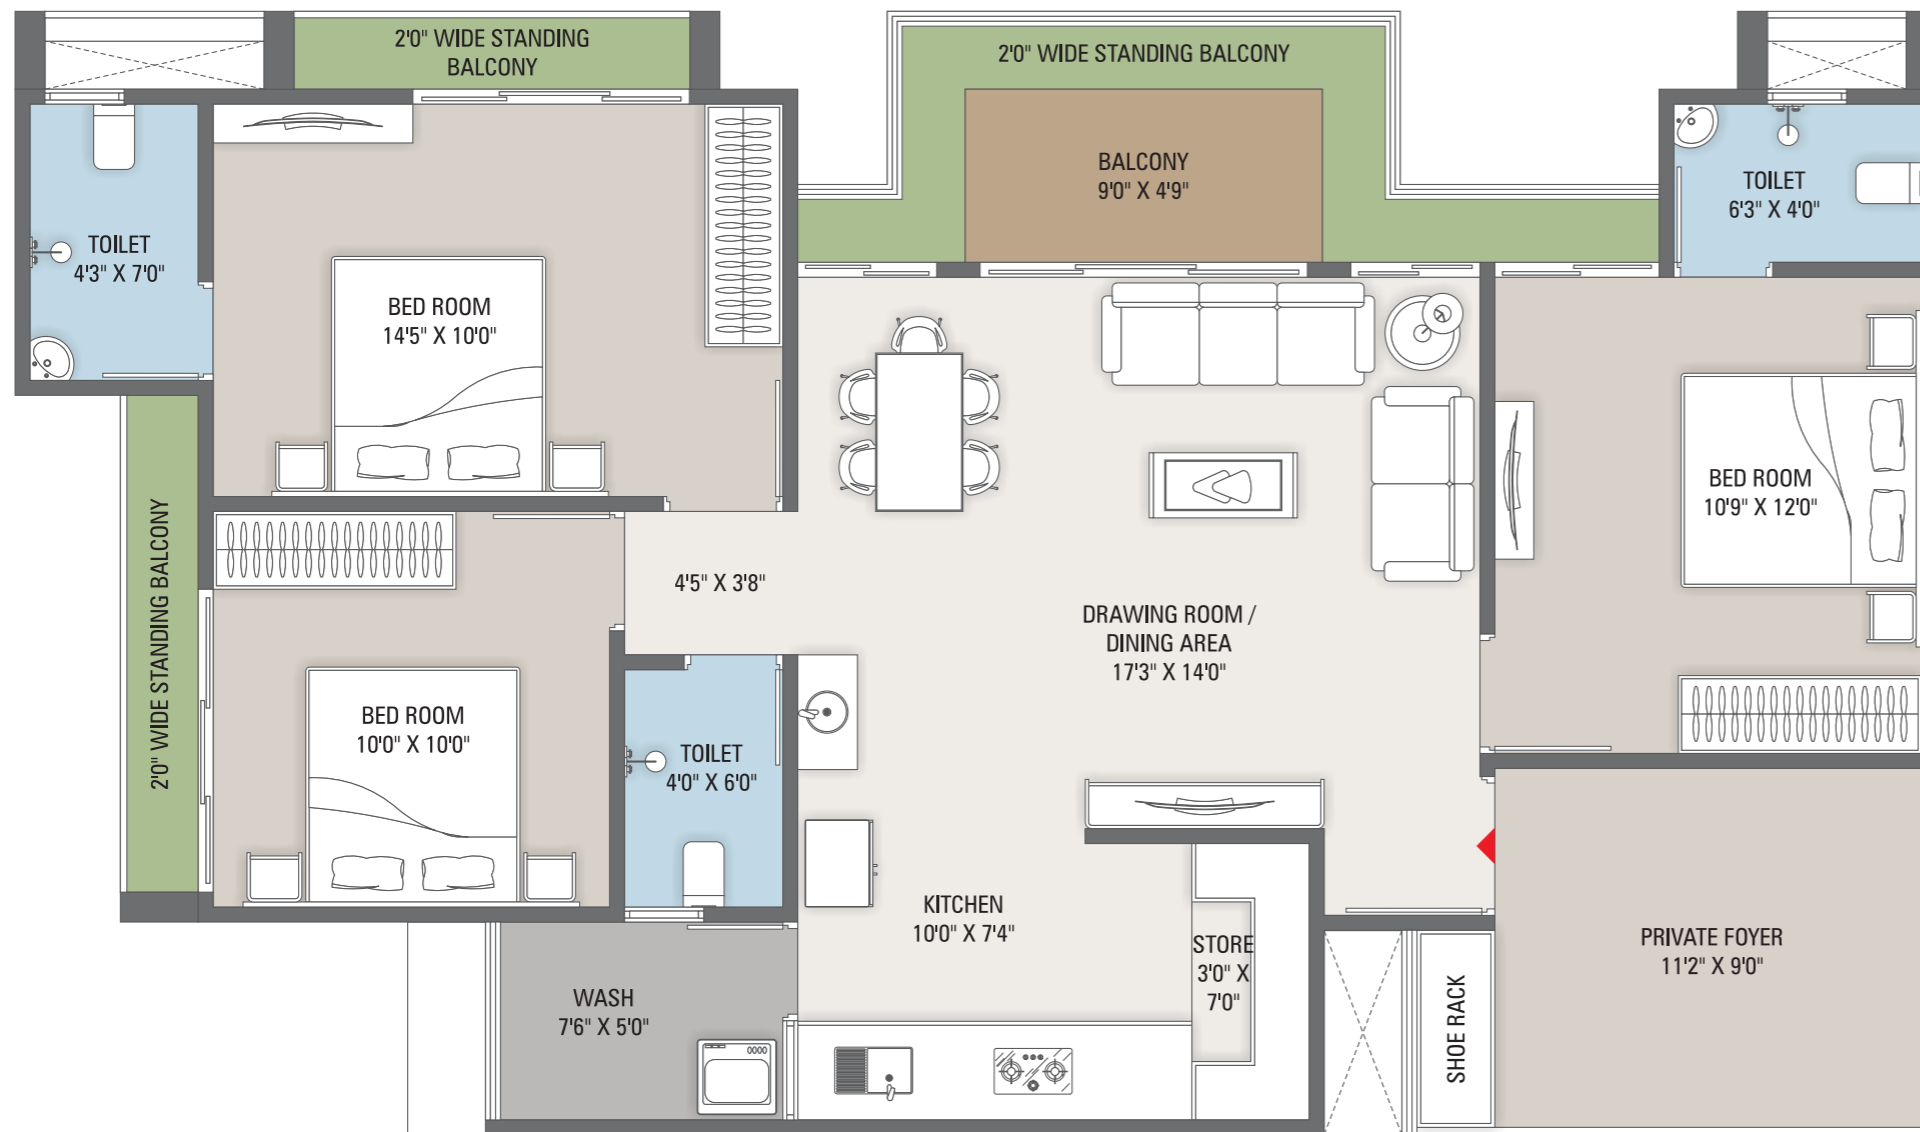 2'0" WIDE STANDING
BALCONY
2'0" WIDE STANDING BALCONY
BALCONY
9'0" X 4'9"
TOILET
6'3" X 4'0"
TOILET
4'3" X 7'0"
BED ROOM
14'5" X 10'0"
BED ROOM
10'9" X 12'0"
2'0" WIDE STANDING BALCONY
4'5" X 3'8"
DRAWING ROOM /
DINING AREA
17'3" X 14'0"
BED ROOM
10'0" X 10'0"
TOILET
4'0" X 6'0"
KITCHEN
10'0" X 7'4"
STORE
3'0" X
7'0"
PRIVATE FOYER
11'2" X 9'0"
WASH
7'6" X 5'0"
SHOE RACK